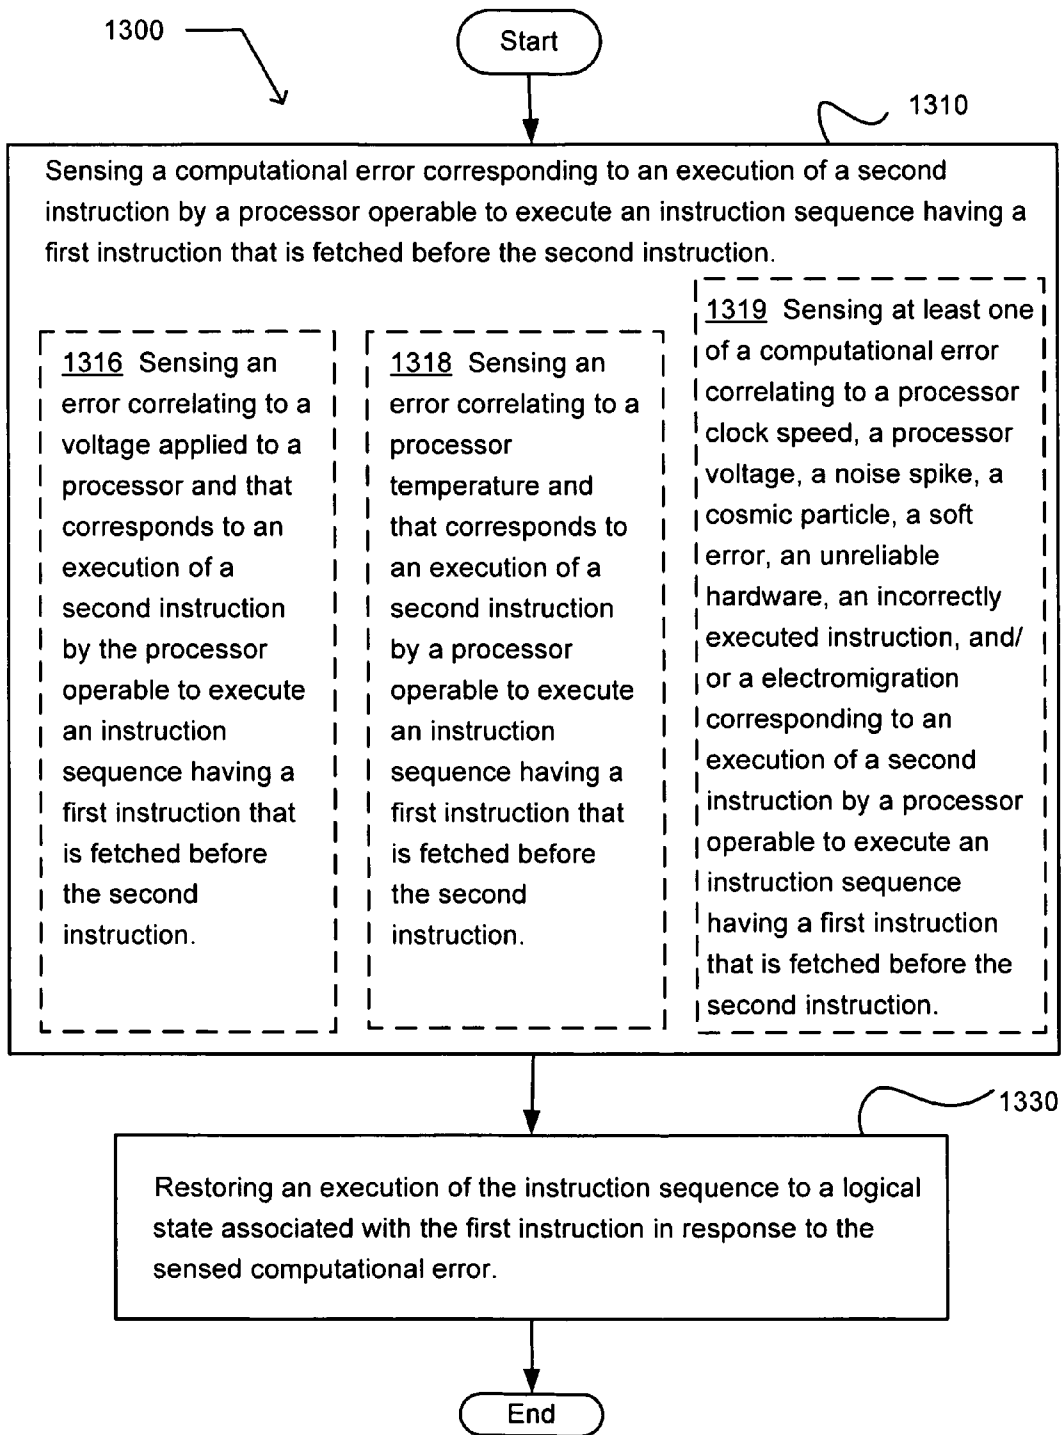 1300
Start
1310
Sensing a computational error corresponding to an execution of a second
instruction by a processor operable to execute an instruction sequence having a
first instruction that is fetched before the second instruction.
1316 Sensing an
error correlating to a
voltage applied to a
processor and that
corresponds to an
execution of a
second instruction
by the processor
operable to execute
an instruction
sequence having a
first instruction that
is fetched before
the second
instruction.
1318 Sensing an
error correlating to a
processor
temperature and
that corresponds to
an execution of a
second instruction
by a processor
operable to execute
an instruction
sequence having a
first instruction that
is fetched before
the second
instruction.
1319 Sensing at least one
of a computational error
correlating to a processor
clock speed, a processor
voltage, a noise spike, a
cosmic particle, a soft
error, an unreliable
hardware, an incorrectly
executed instruction, and/
or a electromigration
corresponding to an
execution of a second
instruction by a processor
operable to execute an
instruction sequence
having a first instruction
that is fetched before the
second instruction.
1330
Restoring an execution of the instruction sequence to a logical
state associated with the first instruction in response to the
sensed computational error.
End